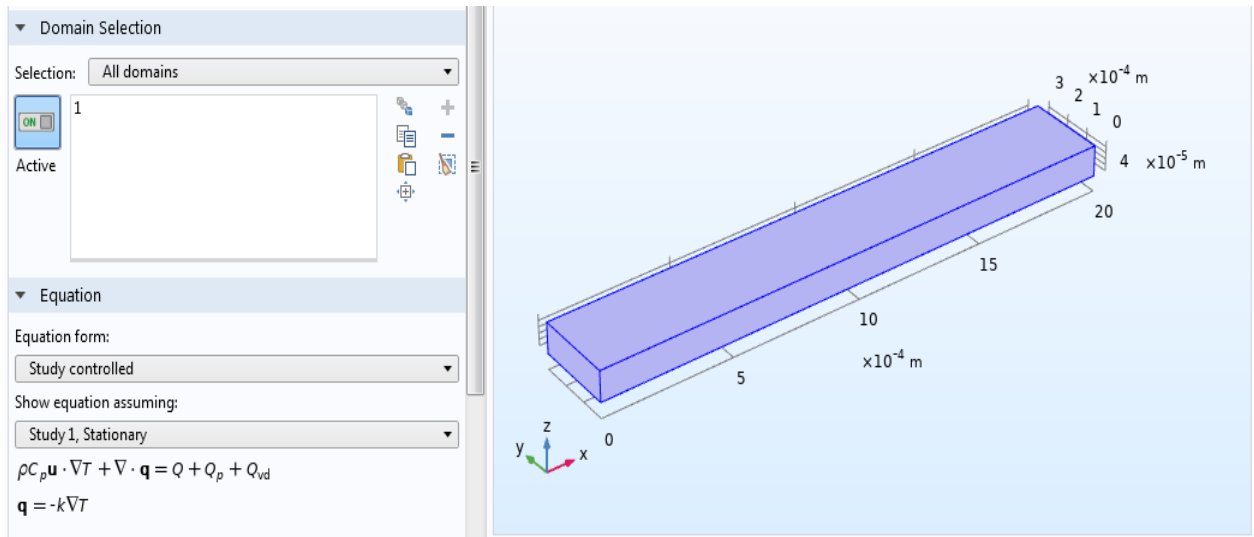 Domain Selection
Selection: All domains
1
ON
Active
Equation
Equation form:
Study controlled
Show equation assuming:
Study 1, Stationary
ρC_p **u** · ∇T + ∇ · **q** = Q + Q_p + Q_vd
**q** = -k∇T
3 ×10⁻⁴ m
2
1
0
4 ×10⁻⁵ m
20
15
10
×10⁻⁴ m
5
0
z
y
x